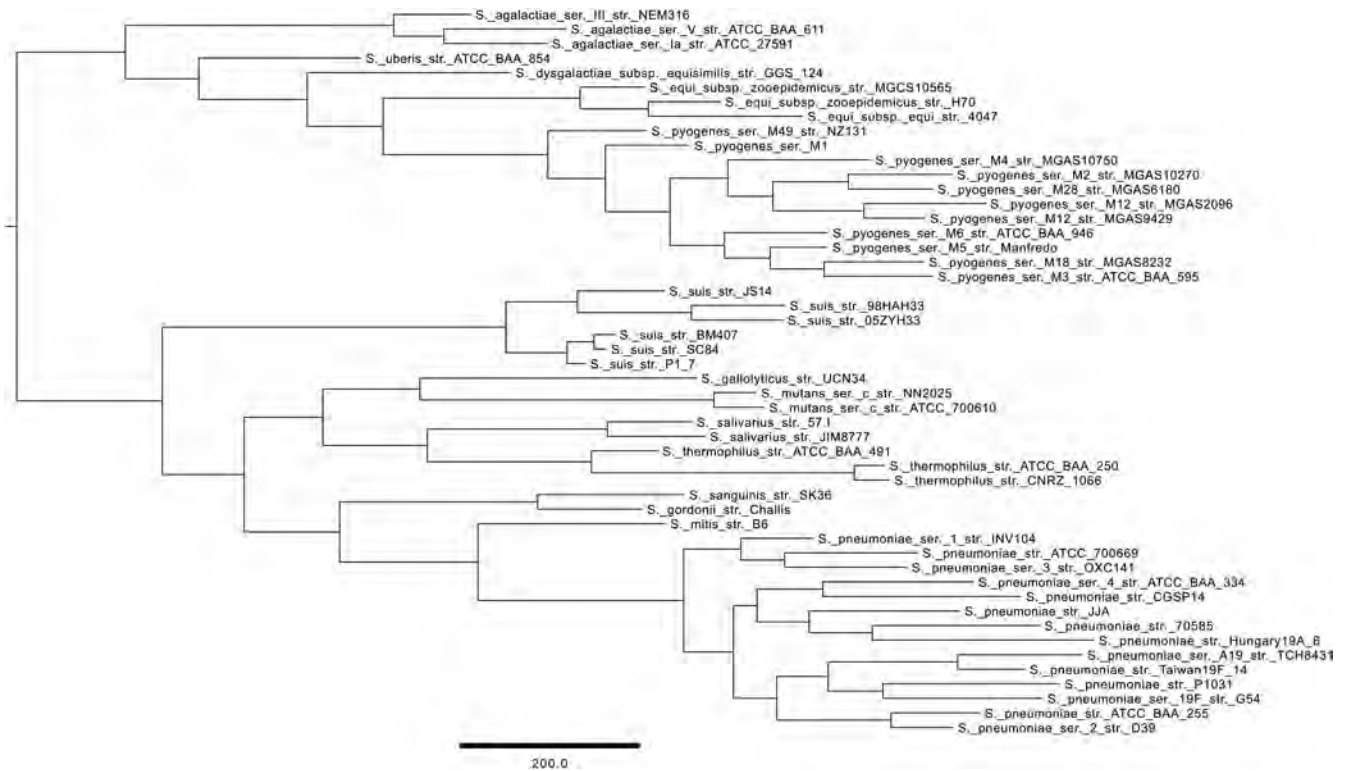 S._agalactiae_ser._III_str._NEM316
S._agalactiae_ser._V_str._ATCC_BAA_611
S._agalactiae_ser._Ia_str._ATCC_27591
S._uberis_str._ATCC_BAA_854
S._dysgalactiae_subsp._equisimilis_str._GGS_124
S._equi_subsp._zooepidemicus_str._MGCS10565
S._equi_subsp._zooepidemicus_str._H70
S._equi_subsp._equi_str._4047
S._pyogenes_ser._M49_str._NZ131
S._pyogenes_ser._M1
S._pyogenes_ser._M4_str._MGAS10750
S._pyogenes_ser._M2_str._MGAS10270
S._pyogenes_ser._M28_str._MGAS6180
S._pyogenes_ser._M12_str._MGAS2096
S._pyogenes_ser._M12_str._MGAS9429
S._pyogenes_ser._M6_str._ATCC_BAA_946
S._pyogenes_ser._M5_str._Manfredo
S._pyogenes_ser._M18_str._MGAS8232
S._pyogenes_ser._M3_str._ATCC_BAA_595
S._suis_str._JS14
S._suis_str._98HAH33
S._suis_str._05ZYH33
S._suis_str._BM407
S._suis_str._SC84
S._suis_str._P1_7
S._gallolyticus_str._UCN34
S._mutans_ser._c_str._NN2025
S._mutans_ser._c_str._ATCC_700610
S._salivarius_str._57.I
S._salivarius_str._JIM8777
S._thermophilus_str._ATCC_BAA_491
S._thermophilus_str._ATCC_BAA_250
S._thermophilus_str._CNRZ_1066
S._sanguinis_str._SK36
S._gordonii_str._Challis
S._mitis_str._B6
S._pneumoniae_ser._1_str._INV104
S._pneumoniae_str._ATCC_700669
S._pneumoniae_ser._3_str._OXC141
S._pneumoniae_ser._4_str._ATCC_BAA_334
S._pneumoniae_str._CGSP14
S._pneumoniae_str._JJA
S._pneumoniae_str._70585
S._pneumoniae_str._Hungary19A_6
S._pneumoniae_ser._A19_str._TCH8431
S._pneumoniae_str._Taiwan19F_14
S._pneumoniae_str._P1031
S._pneumoniae_ser._19F_str._G54
S._pneumoniae_str._ATCC_BAA_255
S._pneumoniae_ser._2_str._D39
200.0